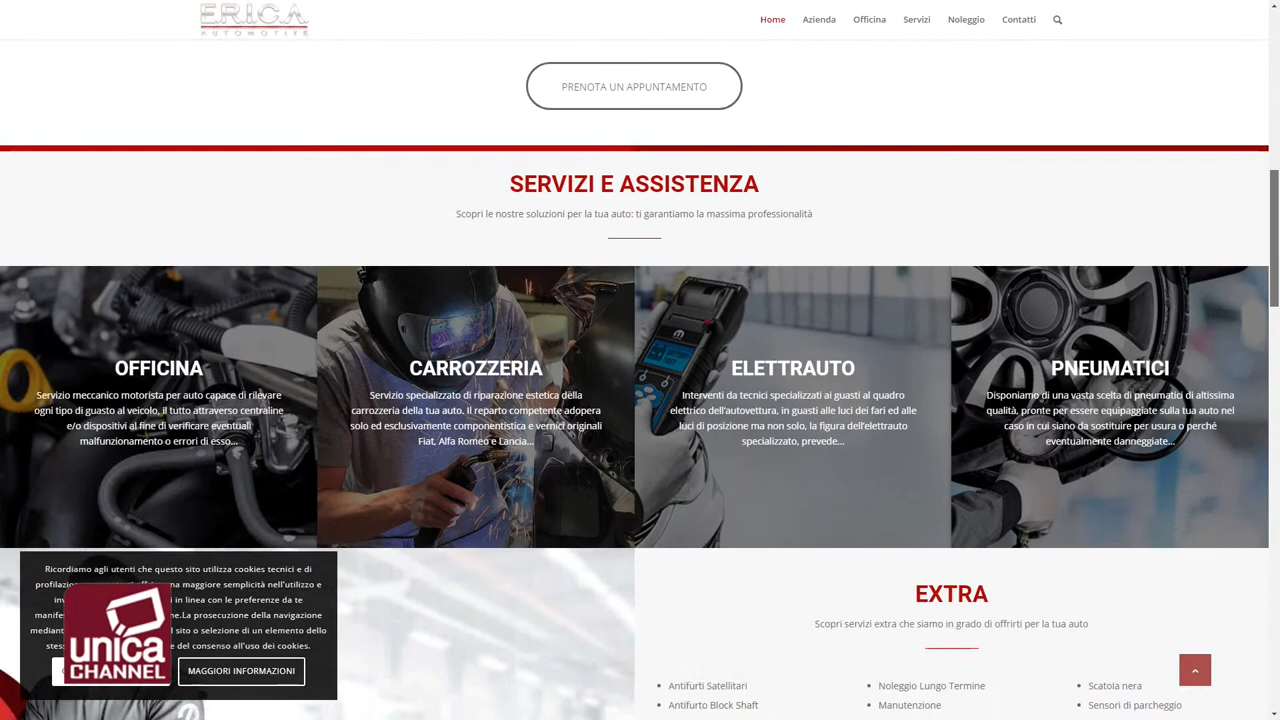 E.R.I.C.A.
AUTOMOTIVE
Home Azienda Officina Servizi Noleggio Contatti
PRENOTA UN APPUNTAMENTO
SERVIZI E ASSISTENZA
Scopri le nostre soluzioni per la tua auto: ti garantiamo la massima professionalità
OFFICINA
Servizio meccanico motorista per auto capace di rilevare
ogni tipo di guasto al veicolo, il tutto attraverso centraline
e/o dispositivi al fine di verificare eventuali
malfunzionamento o errori di esso...
CARROZZERIA
Servizio specializzato di riparazione estetica della
carrozzeria della tua auto. Il reparto competente adopera
solo ed esclusivamente componentistica e vernici originali
Fiat, Alfa Romeo e Lancia...
ELETTRAUTO
Interventi da tecnici specializzati ai guasti al quadro
elettrico dell'autovettura, in guasti alle luci dei fari ed alle
luci di posizione ma non solo, la figura dell'elettrauto
specializzato, prevede...
PNEUMATICI
Disponiamo di una vasta scelta di pneumatici di altissima
qualità, pronte per essere equipaggiate sulla tua auto nel
caso in cui siano da sostituire per usura o perché
eventualmente danneggiate...
Ricordiamo agli utenti che questo sito utilizza cookies tecnici e di
na maggiore semplicità nell'utilizzo e
in linea con le preferenze da te
La prosecuzione della navigazione
sito o selezione di un elemento dello
del consenso all'uso dei cookies.
MAGGIORI INFORMAZIONI
unica
CHANNEL
EXTRA
Scopri servizi extra che siamo in grado di offrirti per la tua auto
Antifurti Satellitari
Antifurto Block Shaft
Noleggio Lungo Termine
Manutenzione
Scatola nera
Sensori di parcheggio